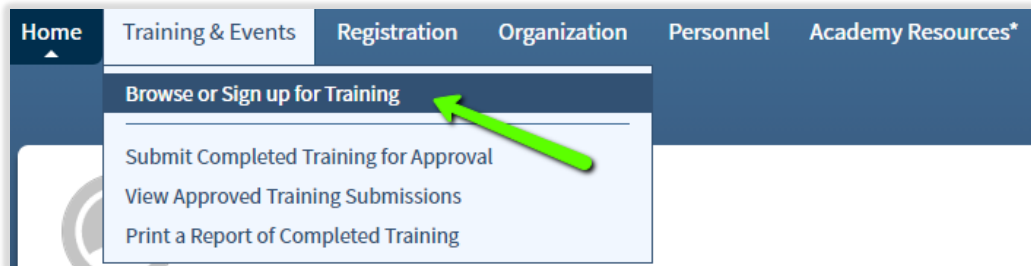 Home Training & Events Registration Organization Personnel Academy Resources*
Browse or Sign up for Training
Submit Completed Training for Approval
View Approved Training Submissions
Print a Report of Completed Training